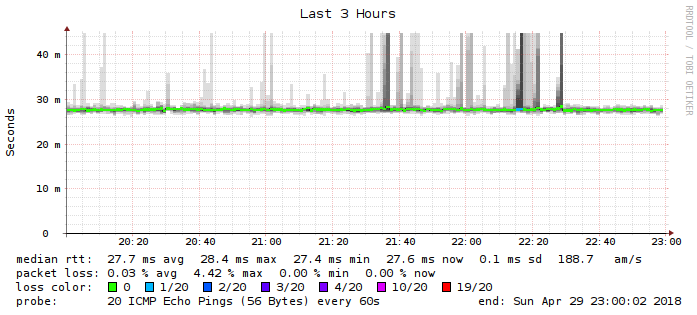 Last 3 Hours
RRDTOOL / TOBI OETIKER
Seconds
40 m
30 m
20 m
10 m
0
20:20 20:40 21:00 21:20 21:40 22:00 22:20 22:40 23:00
median rtt: 27.7 ms avg 28.4 ms max 27.4 ms min 27.6 ms now 0.1 ms sd 188.7 am/s
packet loss: 0.03 % avg 4.42 % max 0.00 % min 0.00 % now
loss color: 0 1/20 2/20 3/20 4/20 10/20 19/20
probe: 20 ICMP Echo Pings (56 Bytes) every 60s end: Sun Apr 29 23:00:02 2018